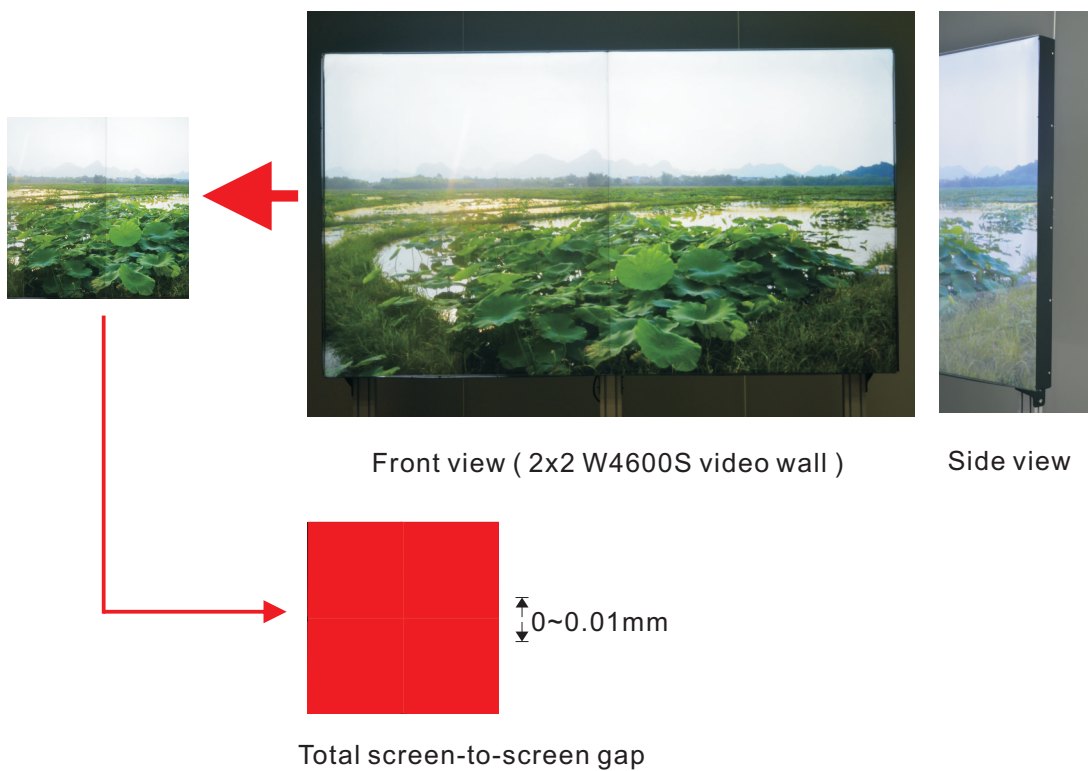 Front view ( 2x2 W4600S video wall )
Side view
0~0.01mm
Total screen-to-screen gap